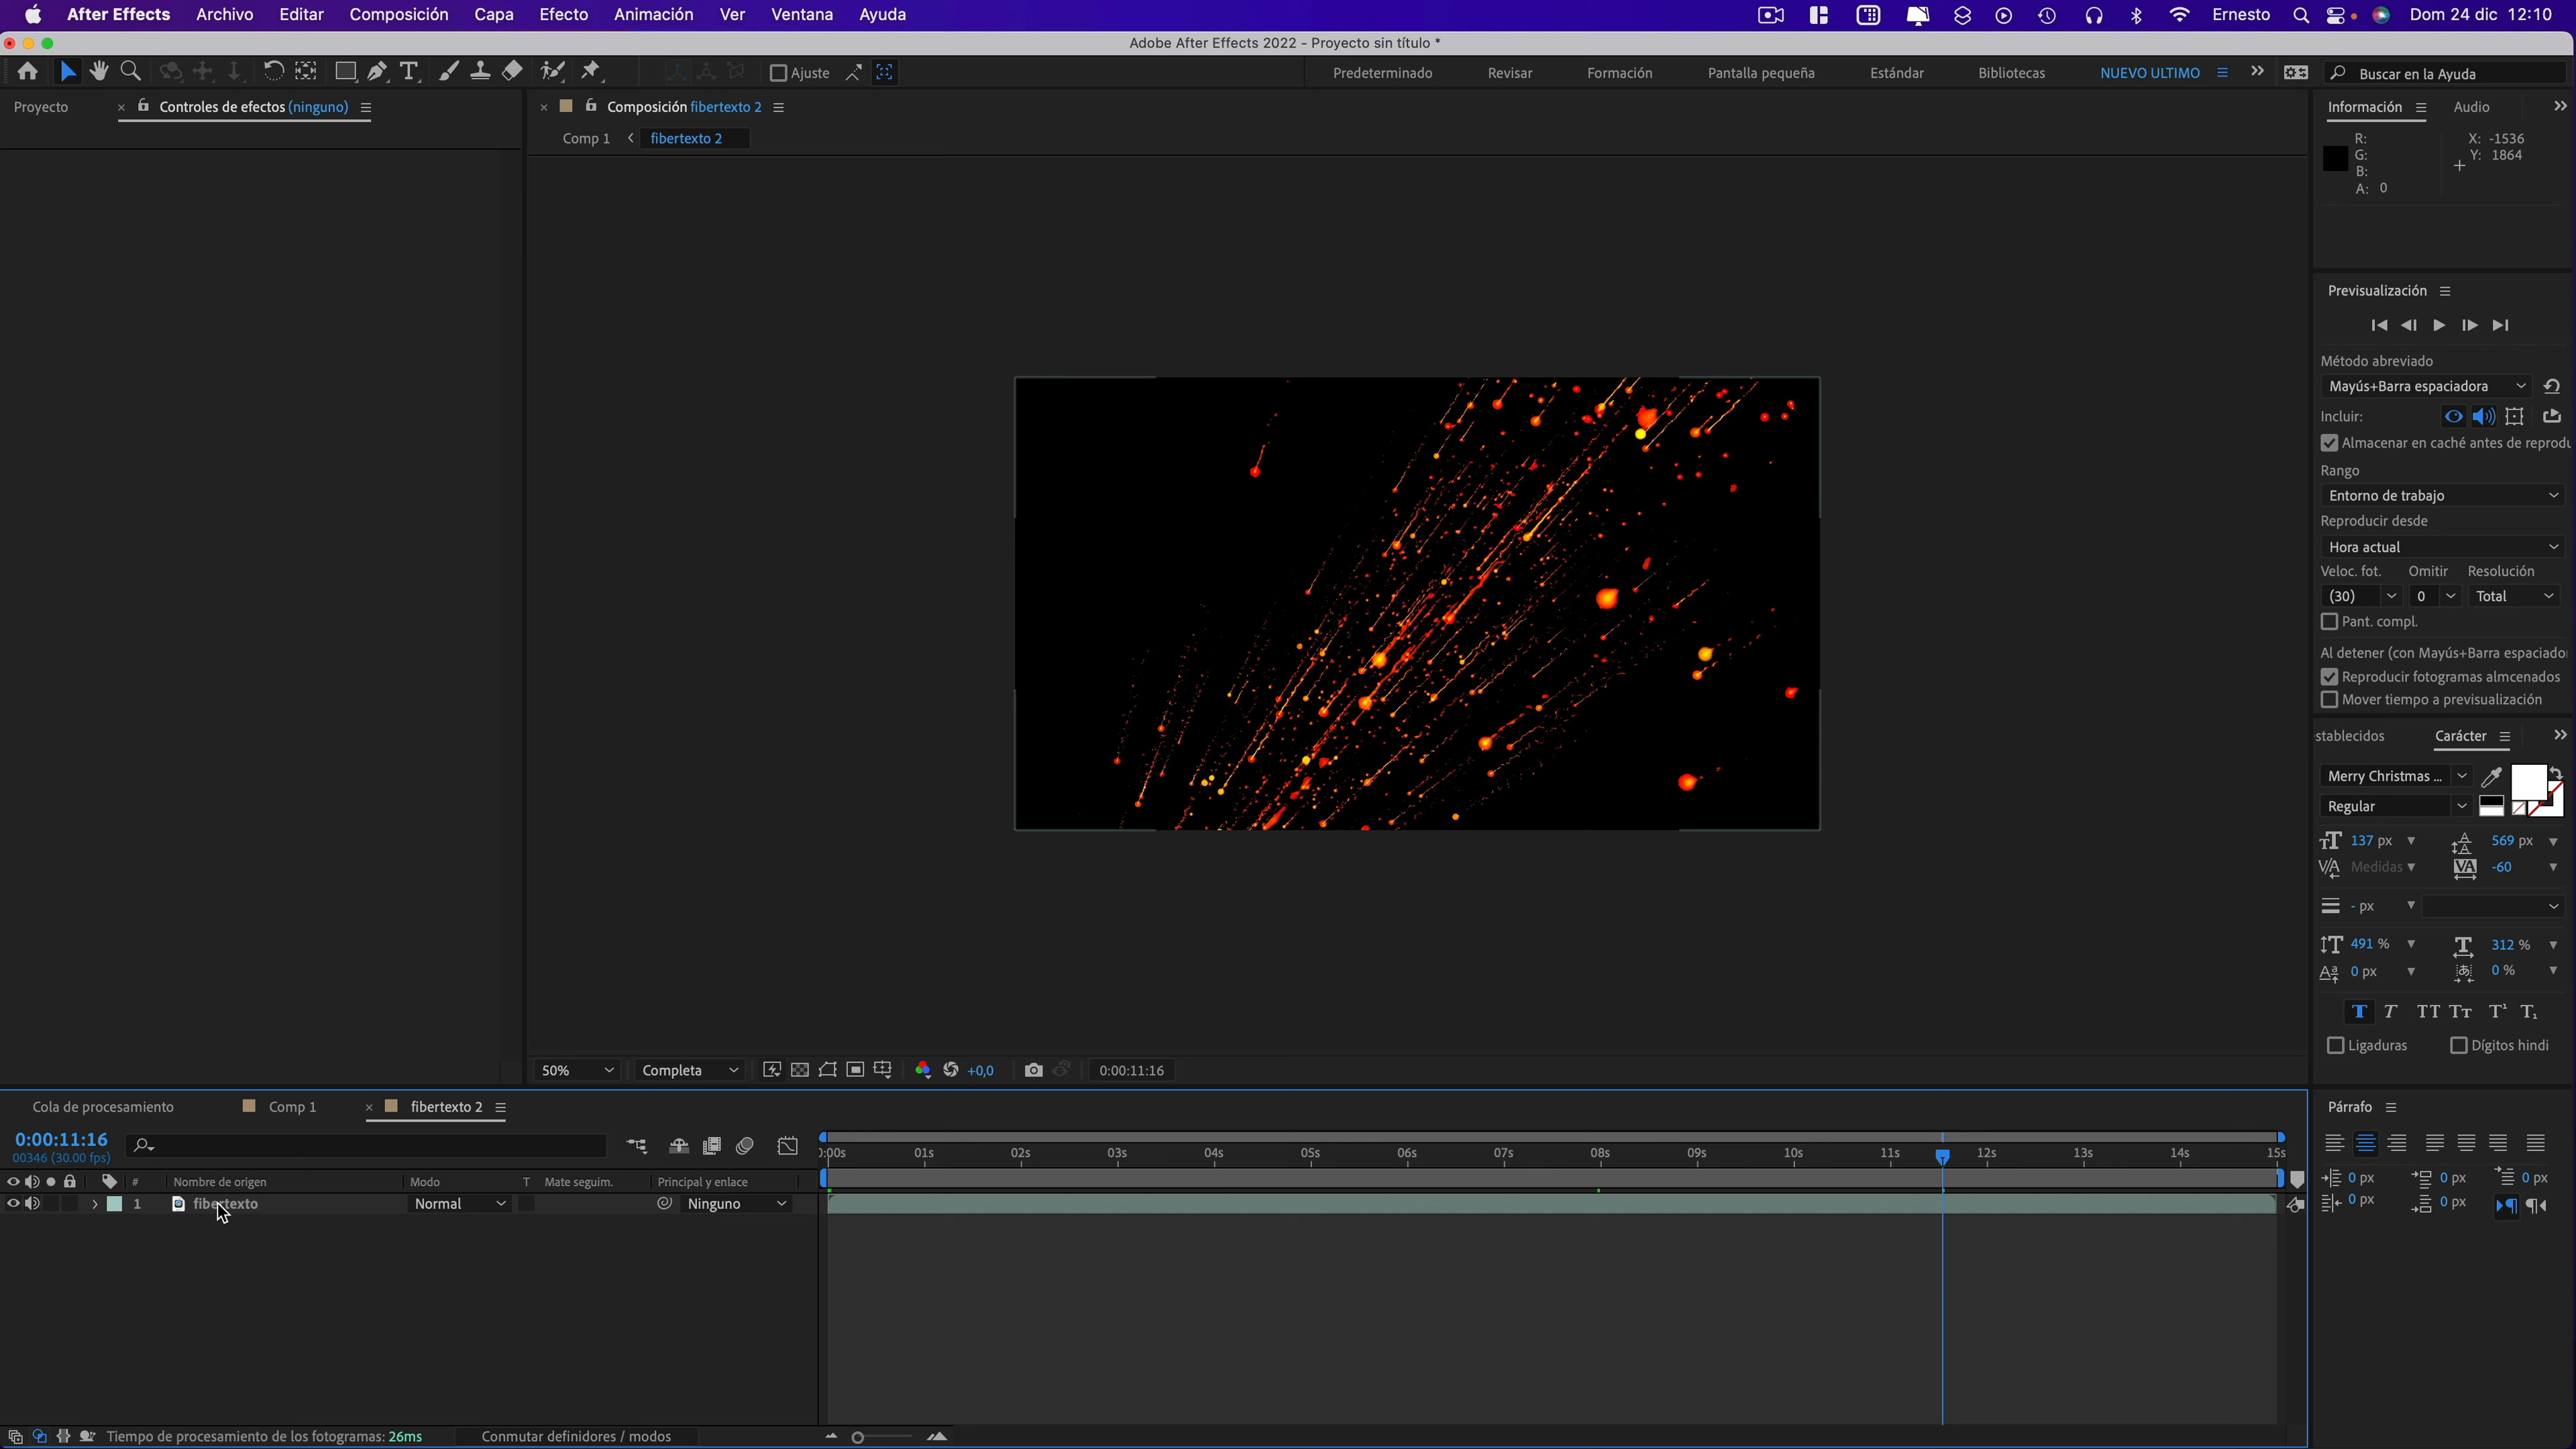 After Effects Archivo Editar Composición Capa Efecto Animación Ver Ventana Ayuda Ernesto Dom 24 dic 12:10
Adobe After Effects 2022 - Proyecto sin título *
Ajuste Predeterminado Revisar Formación Pantalla pequeña Estándar Bibliotecas NUEVO ULTIMO Buscar en la Ayuda
Proyecto Controles de efectos (ninguno) Composición fibertexto 2
Comp 1 fibertexto 2
Información Audio
R: X: -1536
G: Y: 1864
B:
A: 0
Previsualización
Método abreviado
Mayús+Barra espaciadora
Incluir:
Almacenar en caché antes de reprodu
Rango
Entorno de trabajo
Reproducir desde
Hora actual
Veloc. fot. Omitir Resolución
(30) 0 Total
Pant. compl.
Al detener (con Mayús+Barra espaciado
Reproducir fotogramas almcenados
Mover tiempo a previsualización
stablecidos Carácter
Merry Christmas ...
Regular
137 px 569 px
Medidas -60
- px
491 % 312 %
0 px 0 %
T T TT Tт T¹ T₁
Ligaduras Dígitos hindi
50% Completa +0,0 0:00:11:16
Cola de procesamiento Comp 1 fibertexto 2
0:00:11:16
00346 (30.00 fps)
):00s 01s 02s 03s 04s 05s 06s 07s 08s 09s 10s 11s 12s 13s 14s 15s
# Nombre de origen Modo T Mate seguim. Principal y enlace
1 fibertexto Normal Ninguno
Párrafo
0 px 0 px 0 px
0 px 0 px
Tiempo de procesamiento de los fotogramas: 26ms Conmutar definidores / modos